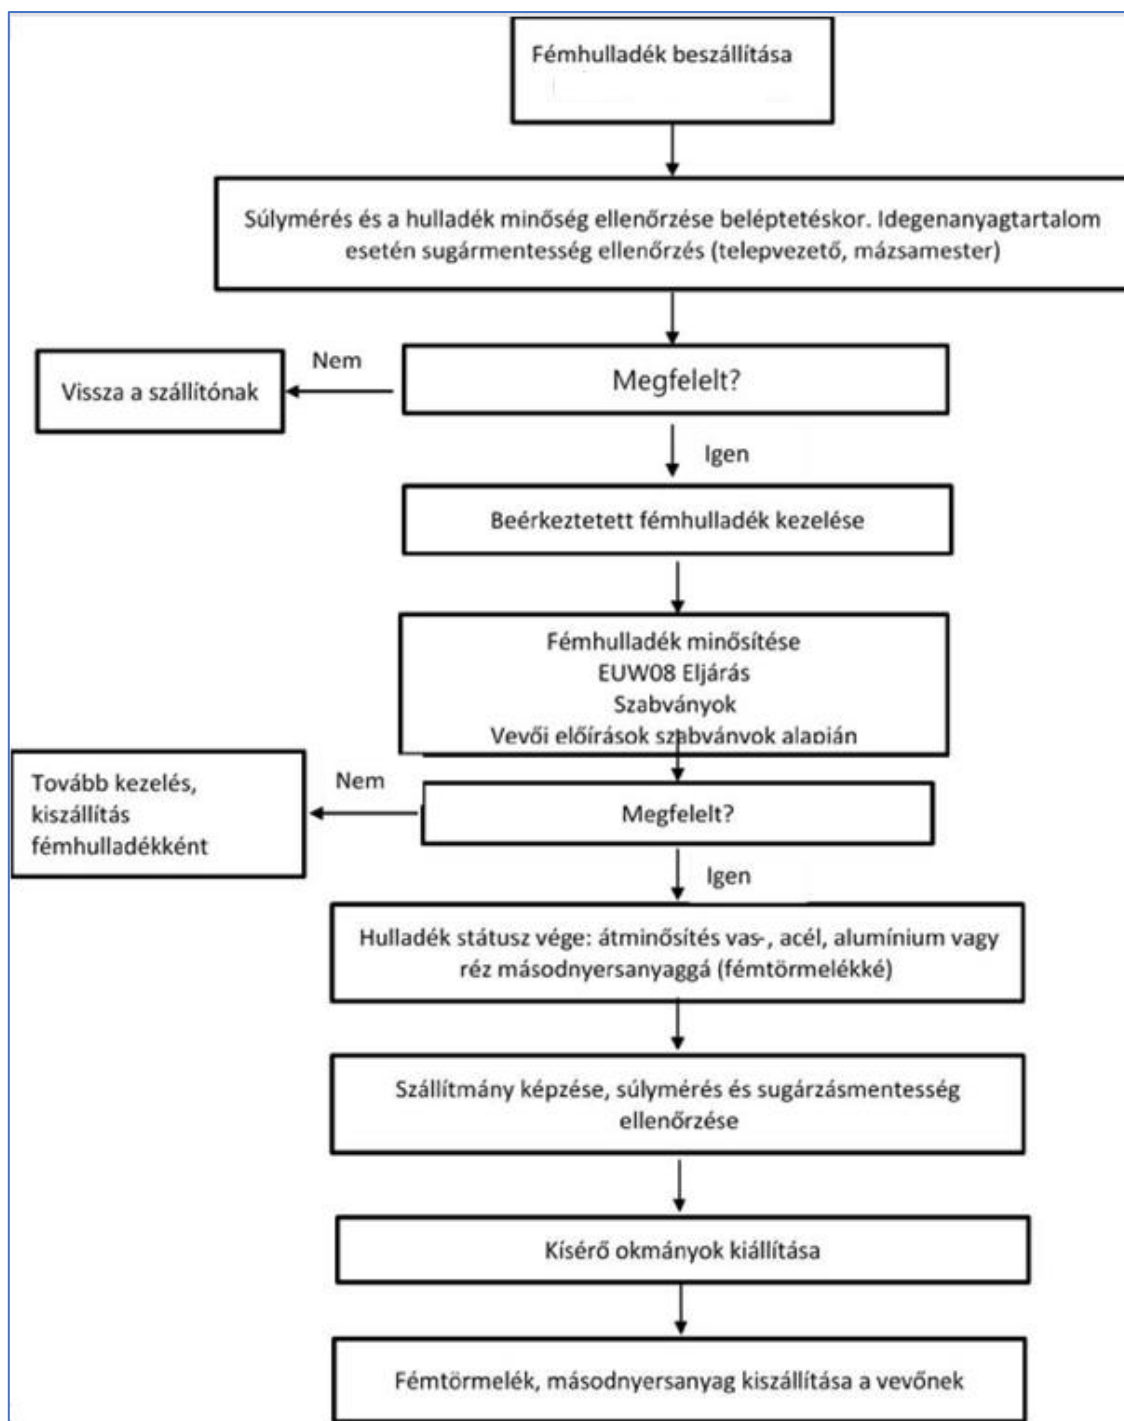 Fémhulladék beszállítása
Súlymérés és a hulladék minőség ellenőrzése beléptetéskor. Idegenanyagtartalom
esetén sugármentesség ellenőrzés (telepvezető, mázsamester)
Nem
Vissza a szállítónak
Megfelelt?
Igen
Beérkeztetett fémhulladék kezelése
Fémhulladék minősítése
EUW08 Eljárás
Szabványok
Vevői előírások szabványok alapján
Tovább kezelés,
kiszállítás
fémhulladékként
Nem
Megfelelt?
Igen
Hulladék státusz vége: átminősítés vas-, acél, alumínium vagy
réz másodnyersanyaggá (fémtörmelékké)
Szállítmány képzése, súlymérés és sugárzásmentesség
ellenőrzése
Kísérő okmányok kiállítása
Fémtörmelék, másodnyersanyag kiszállítása a vevőnek